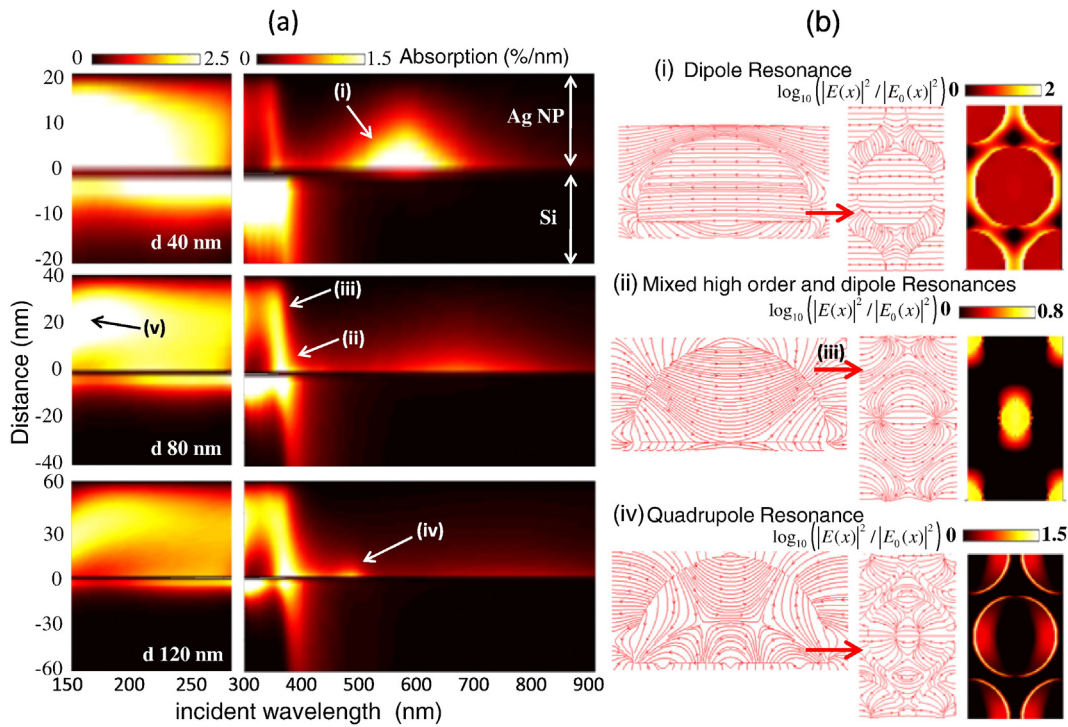 (a)
0 2.5
0 1.5 Absorption (%/nm)
20
10
0
-10
-20
(i)
Ag NP
Si
d 40 nm
40
20
0
-20
-40
(v)
(iii)
(ii)
d 80 nm
60
30
0
-30
-60
(iv)
d 120 nm
Distance (nm)
150 200 250 300 400 500 600 700 800 900
incident wavelength (nm)
(b)
(i) Dipole Resonance
log₁₀(|E(x)|²/|E₀(x)|²) 0 2
(ii) Mixed high order and dipole Resonances
log₁₀(|E(x)|²/|E₀(x)|²) 0 0.8
(iii)
(iv) Quadrupole Resonance
log₁₀(|E(x)|²/|E₀(x)|²) 0 1.5